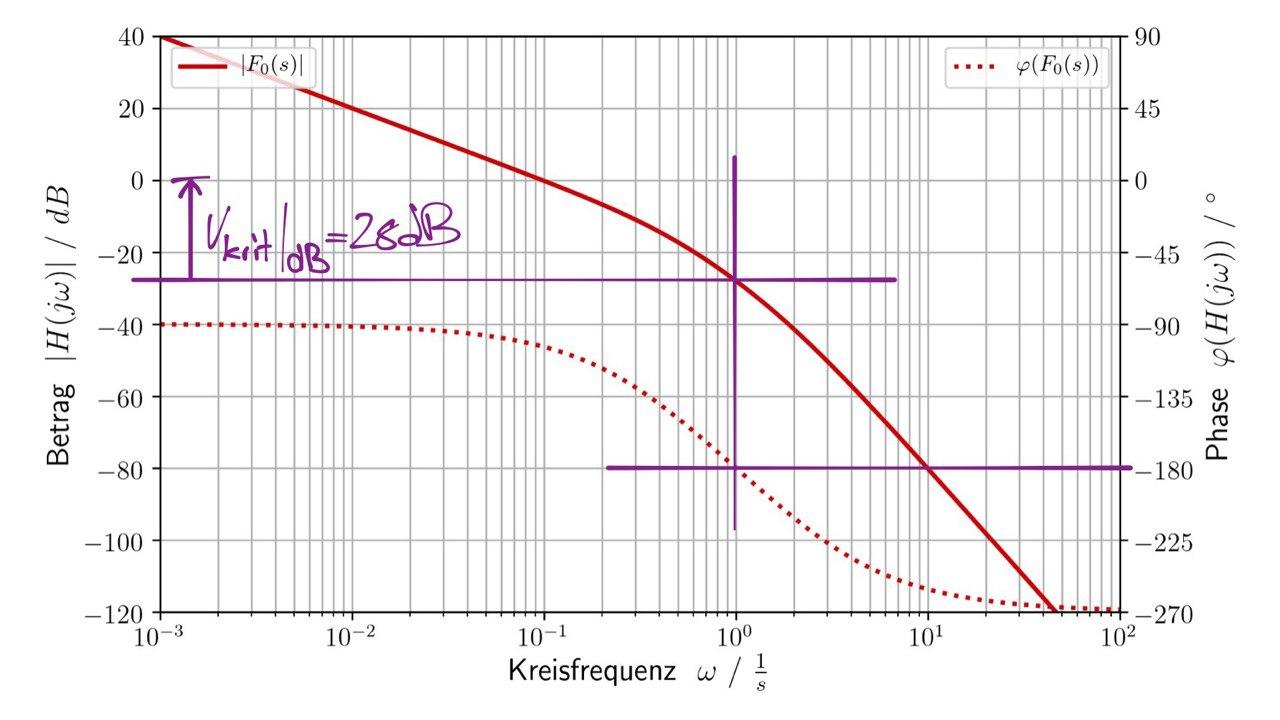 40
20
0
−20
−40
−60
−80
−100
−120
Betrag |H(jω)| / dB
|F₀(s)|
φ(F₀(s))
V_krit|_dB = 28dB
90
45
0
−45
−90
−135
−180
−225
−270
Phase φ(H(jω)) / °
10⁻³ 10⁻² 10⁻¹ 10⁰ 10¹ 10²
Kreisfrequenz ω / 1/s